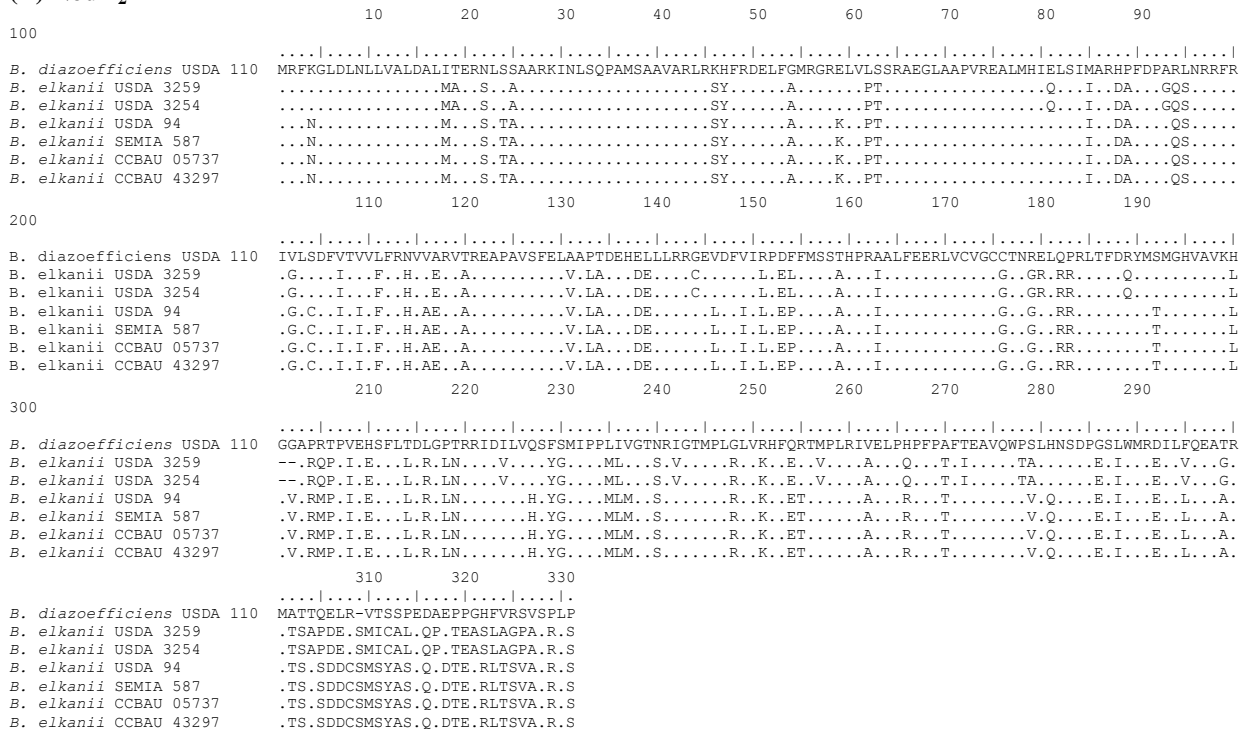 10 20 30 40 50 60 70 80 90
100
....|....|....|....|....|....|....|....|....|....|....|....|....|....|....|....|....|....|....|....|
B. diazoefficiens USDA 110 MRFKGLDLNLLVALDALITERNLSSAARKINLSQPAMSAAVARLRKHFRDELFGMRGRELVLSSRAEGLAAPVREALMHIELSIMARHPFDPARLNRRFR
B. elkanii USDA 3259 .................MA...S..A.....................SY..............PT..................Q...I..DA...GQS.....
B. elkanii USDA 3254 .................MA...S..A.....................SY..............PT..................Q...I..DA...GQS.....
B. elkanii USDA 94 ...N.............M...S.TA.....................SY......A....K..PT......................I..DA....QS.....
B. elkanii SEMIA 587 ...N.............M...S.TA.....................SY......A....K..PT......................I..DA....QS.....
B. elkanii CCBAU 05737 ...N.............M...S.TA.....................SY......A....K..PT......................I..DA....QS.....
B. elkanii CCBAU 43297 ...N.............M...S.TA.....................SY......A....K..PT......................I..DA....QS.....
110 120 130 140 150 160 170 180 190
200
....|....|....|....|....|....|....|....|....|....|....|....|....|....|....|....|....|....|....|....|
B. diazoefficiens USDA 110 IVLSDFVTVVLFRNVVARVTREAPAVSFELAAPTDEHELLLRRGEVDFVIRPDFFMSSTHPRAALFEERLVCVGCCTNRELQPRLTFDRYMSMGHVAVKH
B. elkanii USDA 3259 .G....I...F..H..E..A..........V.LA...DE....C......L.EL.....A...I............G..GR.RR.....Q..........L
B. elkanii USDA 3254 .G....I...F..H..E..A..........V.LA...DE....C......L.EL.....A...I............G..GR.RR.....Q..........L
B. elkanii USDA 94 .G.C..I..I.F..H.AE..A..........V.LA...DE......L..I.L.EP....A...I............G..G..RR........T.......L
B. elkanii SEMIA 587 .G.C..I..I.F..H.AE..A..........V.LA...DE......L..I.L.EP....A...I............G..G..RR........T.......L
B. elkanii CCBAU 05737 .G.C..I..I.F..H.AE..A..........V.LA...DE......L..I.L.EP....A...I............G..G..RR........T.......L
B. elkanii CCBAU 43297 .G.C..I..I.F..H.AE..A..........V.LA...DE......L..I.L.EP....A...I............G..G..RR........T.......L
210 220 230 240 250 260 270 280 290
300
....|....|....|....|....|....|....|....|....|....|....|....|....|....|....|....|....|....|....|....|
B. diazoefficiens USDA 110 GGAPRTPVEHSFLTDLGPTRRIDILVQSFSMIPPLIVGTNRIGTMPLGLVRHFQRTMPLRIVELPHPFPAFTEAVQWPSLHNSDPGSLWMRDILFQEATR
B. elkanii USDA 3259 --.RQP.I.E...L.R.LN....V....YG....ML...S.V.....R..K..E..V....A...Q...T.I.....TA......E.I...E..V...G.
B. elkanii USDA 3254 --.RQP.I.E...L.R.LN....V....YG....ML...S.V.....R..K..E..V....A...Q...T.I.....TA......E.I...E..V...G.
B. elkanii USDA 94 .V.RMP.I.E...L.R.LN.......H.YG....MLM..S.......R..K..ET......A...R...T........V.Q....E.I...E..L...A.
B. elkanii SEMIA 587 .V.RMP.I.E...L.R.LN.......H.YG....MLM..S.......R..K..ET......A...R...T........V.Q....E.I...E..L...A.
B. elkanii CCBAU 05737 .V.RMP.I.E...L.R.LN.......H.YG....MLM..S.......R..K..ET......A...R...T........V.Q....E.I...E..L...A.
B. elkanii CCBAU 43297 .V.RMP.I.E...L.R.LN.......H.YG....MLM..S.......R..K..ET......A...R...T........V.Q....E.I...E..L...A.
310 320 330
....|....|....|....|....|....|.
B. diazoefficiens USDA 110 MATTQELR-VTSSPEDAEPPGHFVRSVSPLP
B. elkanii USDA 3259 .TSAPDE.SMICAL.QP.TEASLAGPA.R.S
B. elkanii USDA 3254 .TSAPDE.SMICAL.QP.TEASLAGPA.R.S
B. elkanii USDA 94 .TS.SDDCSMSYAS.Q.DTE.RLTSVA.R.S
B. elkanii SEMIA 587 .TS.SDDCSMSYAS.Q.DTE.RLTSVA.R.S
B. elkanii CCBAU 05737 .TS.SDDCSMSYAS.Q.DTE.RLTSVA.R.S
B. elkanii CCBAU 43297 .TS.SDDCSMSYAS.Q.DTE.RLTSVA.R.S